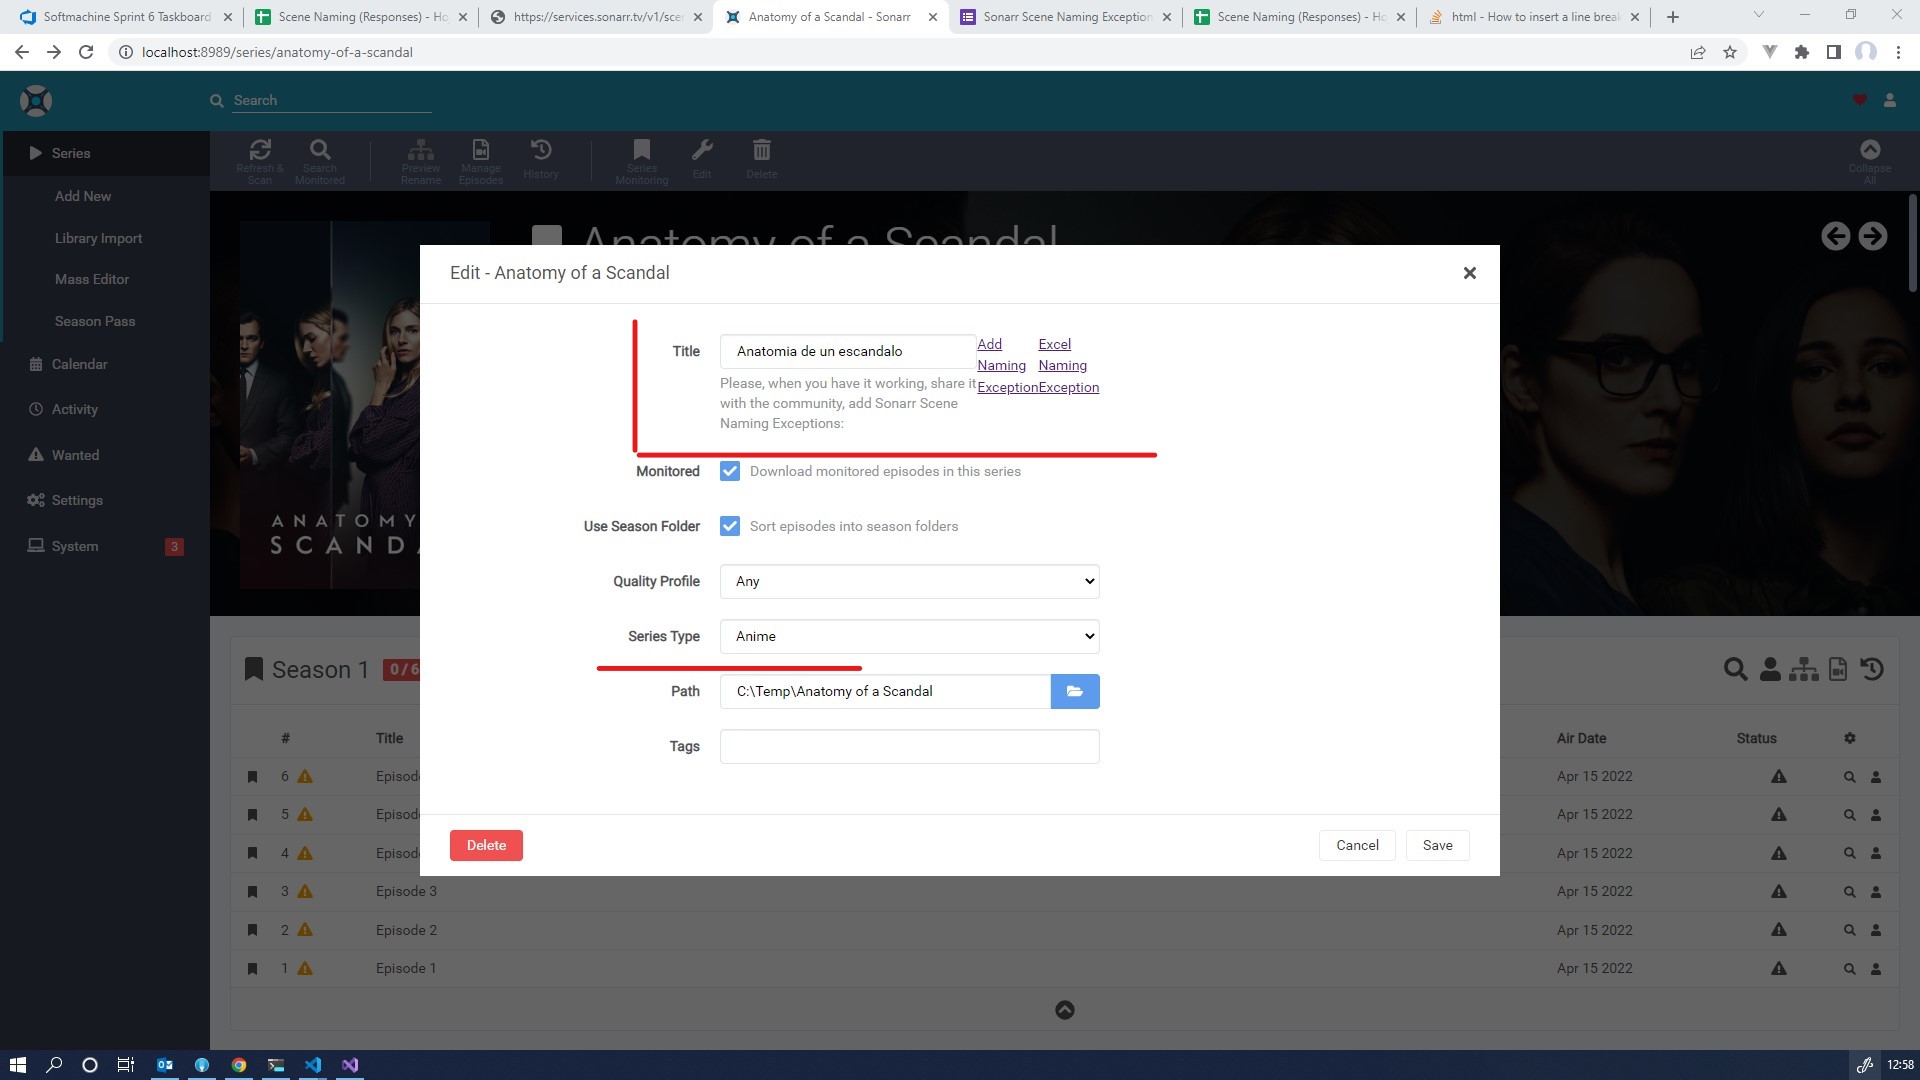 Softmachine Sprint 6 Taskboard
Scene Naming (Responses) - Ho
https://services.sonarr.tv/v1/scen
Anatomy of a Scandal - Sonarr
Sonarr Scene Naming Exception
Scene Naming (Responses) - Ho
html - How to insert a line break
localhost:8989/series/anatomy-of-a-scandal
Search
Series
Add New
Library Import
Mass Editor
Season Pass
Calendar
Activity
Wanted
Settings
System
3
Refresh & Scan
Search Monitored
Preview Rename
Manage Episodes
History
Series Monitoring
Edit
Delete
Collapse All
Anatomy of a Scandal
ANATOMY
SCANDA
Edit - Anatomy of a Scandal
Title
Anatomia de un escandalo
Add Naming Exception
Excel Naming Exception
Please, when you have it working, share it
with the community, add Sonarr Scene
Naming Exceptions:
Monitored
Download monitored episodes in this series
Use Season Folder
Sort episodes into season folders
Quality Profile
Any
Series Type
Anime
Path
C:\Temp\Anatomy of a Scandal
Tags
Delete
Cancel
Save
Season 1
0 / 6
# Title Air Date Status
6 Episod Apr 15 2022
5 Episod Apr 15 2022
4 Episod Apr 15 2022
3 Episode 3 Apr 15 2022
2 Episode 2 Apr 15 2022
1 Episode 1 Apr 15 2022
12:58